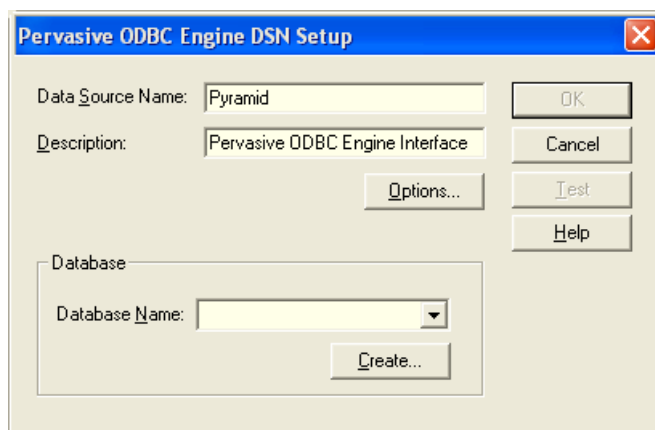 Pervasive ODBC Engine DSN Setup
Data Source Name: Pyramid
OK
Description: Pervasive ODBC Engine Interface
Cancel
Options...
Test
Help
Database
Database Name:
Create...